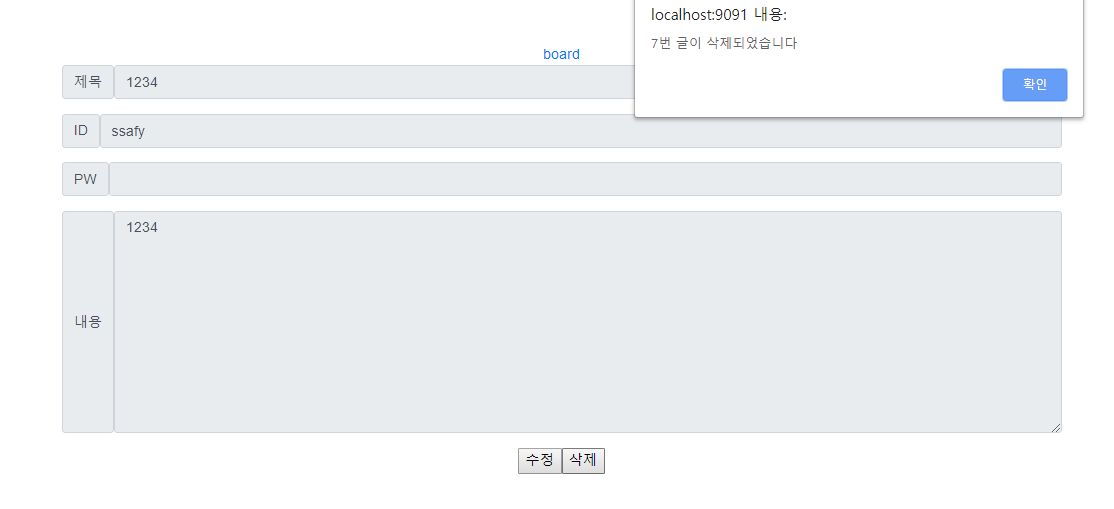 localhost:9091 내용:
7번 글이 삭제되었습니다
확인
board
제목 1234
ID ssafy
PW
내용 1234
수정 삭제